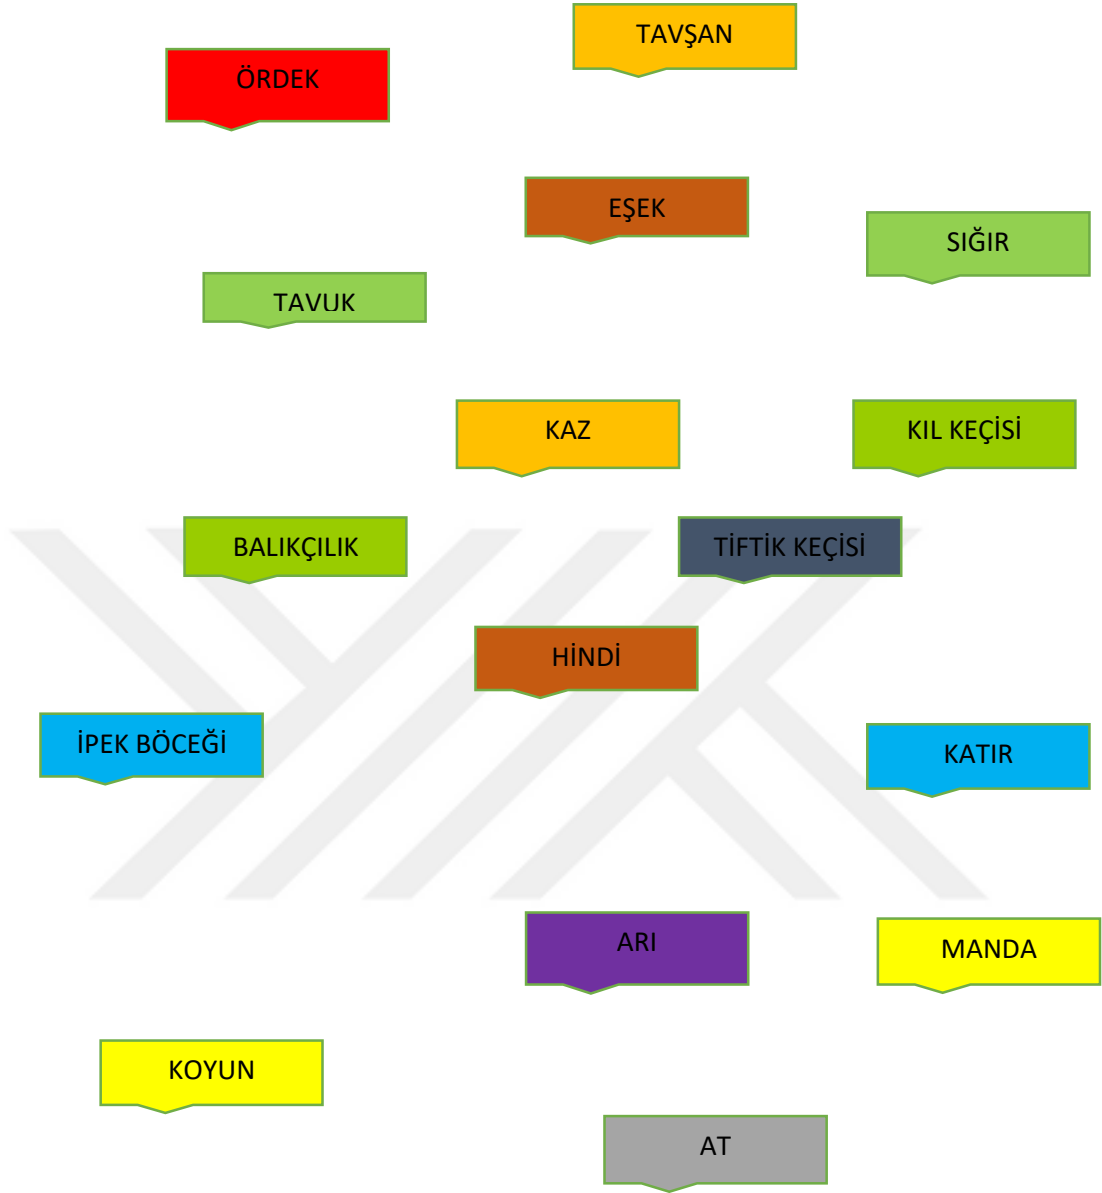 TAVŞAN
ÖRDEK
EŞEK
SIĞIR
TAVUK
KAZ
KIL KEÇİSİ
BALIKÇILIK
TİFTİK KEÇİSİ
HİNDİ
İPEK BÖCEĞİ
KATIR
ARI
MANDA
KOYUN
AT